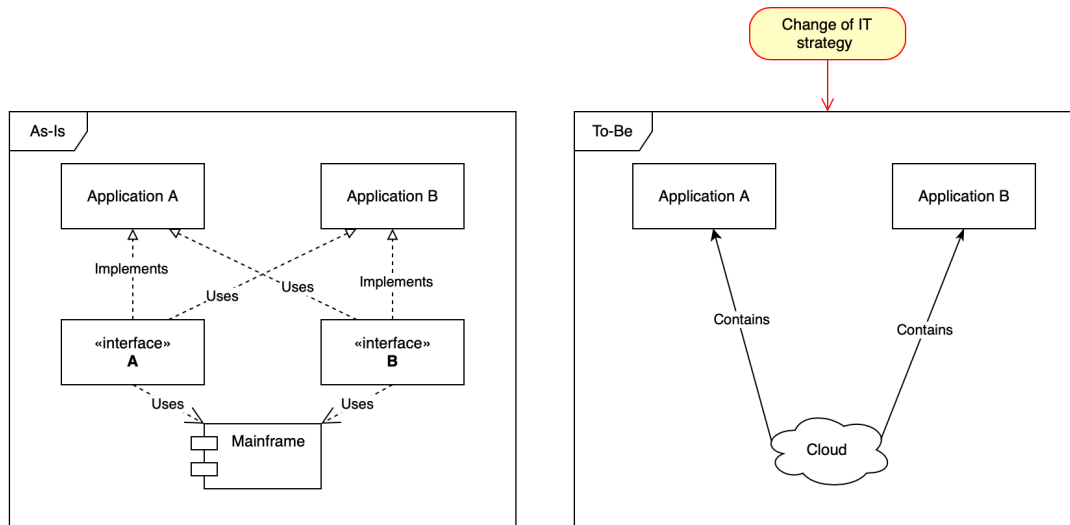 Change of IT
strategy
As-Is
Application A
Application B
Implements
Uses
Uses
Implements
«interface»
A
«interface»
B
Uses
Uses
Mainframe
To-Be
Application A
Application B
Contains
Contains
Cloud